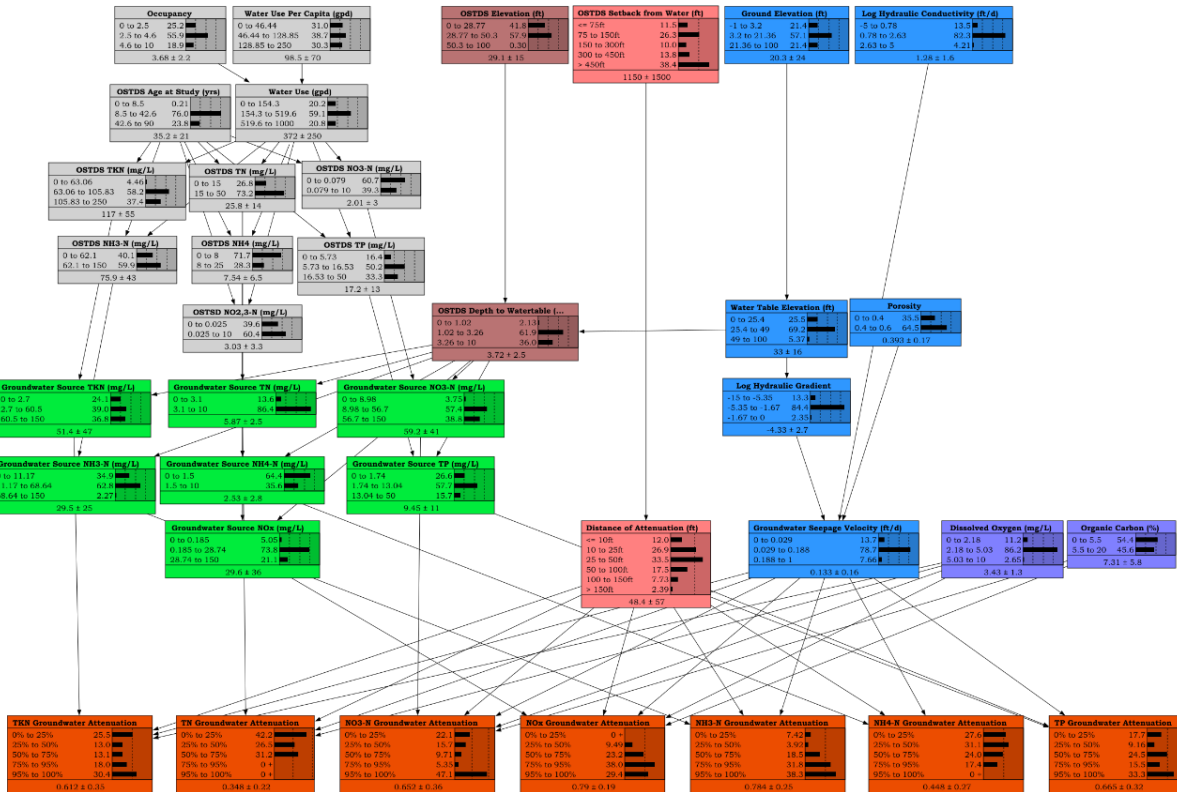 Occupancy
0 to 2.5 25.2
2.5 to 4.6 55.9
4.6 to 10 18.9
3.68 ± 2.2
Water Use Per Capita (gpd)
0 to 46.44 31.0
46.44 to 128.85 38.7
128.85 to 250 30.3
98.5 ± 70
OSTDS Elevation (ft)
0 to 28.77 41.8
28.77 to 50.3 57.9
50.3 to 100 0.30
29.1 ± 15
OSTDS Setback from Water (ft)
<= 75ft 11.5
75 to 150ft 26.3
150 to 300ft 10.0
300 to 450ft 13.8
> 450ft 38.4
1150 ± 1500
Ground Elevation (ft)
-1 to 3.2 21.4
3.2 to 21.36 57.1
21.36 to 100 21.4
20.3 ± 24
Log Hydraulic Conductivity (ft/d)
-5 to 0.78 13.5
0.78 to 2.63 82.3
2.63 to 5 4.21
1.28 ± 1.6
OSTDS Age at Study (yrs)
0 to 8.5 0.21
8.5 to 42.6 76.0
42.6 to 90 23.8
35.2 ± 21
Water Use (gpd)
0 to 154.3 20.2
154.3 to 519.6 59.1
519.6 to 1000 20.8
372 ± 250
OSTDS TKN (mg/L)
0 to 63.06 4.46
63.06 to 105.83 58.2
105.83 to 250 37.4
117 ± 55
OSTDS TN (mg/L)
0 to 15 26.8
15 to 50 73.2
25.8 ± 14
OSTDS NO3-N (mg/L)
0 to 0.079 60.7
0.079 to 10 39.3
2.01 ± 3
OSTDS NH3-N (mg/L)
0 to 62.1 40.1
62.1 to 150 59.9
75.9 ± 43
OSTDS NH4 (mg/L)
0 to 8 71.7
8 to 25 28.3
7.54 ± 6.5
OSTDS TP (mg/L)
0 to 5.73 16.4
5.73 to 16.53 50.2
16.53 to 50 33.3
17.2 ± 13
OSTSD NO2,3-N (mg/L)
0 to 0.025 39.6
0.025 to 10 60.4
3.03 ± 3.3
OSTDS Depth to Watertable (...
0 to 1.02 2.13
1.02 to 3.26 61.9
3.26 to 10 36.0
3.72 ± 2.5
Water Table Elevation (ft)
0 to 25.4 25.5
25.4 to 49 69.2
49 to 100 5.37
33 ± 16
Porosity
0 to 0.4 35.5
0.4 to 0.6 64.5
0.393 ± 0.17
Groundwater Source TKN (mg/L)
0 to 2.7 24.1
2.7 to 60.5 39.0
60.5 to 150 36.8
51.4 ± 47
Groundwater Source TN (mg/L)
0 to 3.1 13.6
3.1 to 10 86.4
5.87 ± 2.5
Groundwater Source NO3-N (mg/L)
0 to 8.98 3.75
8.98 to 56.7 57.4
56.7 to 150 38.8
59.2 ± 41
Log Hydraulic Gradient
-15 to -5.35 13.3
-5.35 to -1.67 84.4
-1.67 to 0 2.35
-4.33 ± 2.7
Groundwater Source NH3-N (mg/L)
to 11.17 34.9
1.17 to 68.64 62.8
8.64 to 150 2.27
29.5 ± 25
Groundwater Source NH4-N (mg/L)
0 to 1.5 64.4
1.5 to 10 35.6
2.53 ± 2.8
Groundwater Source TP (mg/L)
0 to 1.74 26.6
1.74 to 13.04 57.7
13.04 to 50 15.7
9.45 ± 11
Groundwater Source NOx (mg/L)
0 to 0.185 5.05
0.185 to 28.74 73.8
28.74 to 150 21.1
29.6 ± 36
Distance of Attenuation (ft)
<= 10ft 12.0
10 to 25ft 26.9
25 to 50ft 33.5
50 to 100ft 17.5
100 to 150ft 7.73
> 150ft 2.39
48.4 ± 57
Groundwater Seepage Velocity (ft/d)
0 to 0.029 13.7
0.029 to 0.188 78.7
0.188 to 1 7.66
0.133 ± 0.16
Dissolved Oxygen (mg/L)
0 to 2.18 11.2
2.18 to 5.03 86.2
5.03 to 10 2.65
3.43 ± 1.3
Organic Carbon (%)
0 to 5.5 54.4
5.5 to 20 45.6
7.31 ± 5.8
TKN Groundwater Attenuation
0% to 25% 25.5
25% to 50% 13.0
50% to 75% 13.1
75% to 95% 18.0
95% to 100% 30.4
0.612 ± 0.35
TN Groundwater Attenuation
0% to 25% 42.2
25% to 50% 26.5
50% to 75% 31.2
75% to 95% 0 +
95% to 100% 0 +
0.348 ± 0.22
NO3-N Groundwater Attenuation
0% to 25% 22.1
25% to 50% 15.7
50% to 75% 9.71
75% to 95% 5.35
95% to 100% 47.1
0.652 ± 0.36
NOx Groundwater Attenuation
0% to 25% 0 +
25% to 50% 9.49
50% to 75% 23.2
75% to 95% 38.0
95% to 100% 29.4
0.79 ± 0.19
NH3-N Groundwater Attenuation
0% to 25% 7.42
25% to 50% 3.92
50% to 75% 18.5
75% to 95% 31.8
95% to 100% 38.3
0.784 ± 0.25
NH4-N Groundwater Attenuation
0% to 25% 27.6
25% to 50% 31.1
50% to 75% 24.0
75% to 95% 17.4
95% to 100% 0 +
0.448 ± 0.27
TP Groundwater Attenuation
0% to 25% 17.7
25% to 50% 9.16
50% to 75% 24.5
75% to 95% 15.5
95% to 100% 33.3
0.665 ± 0.32